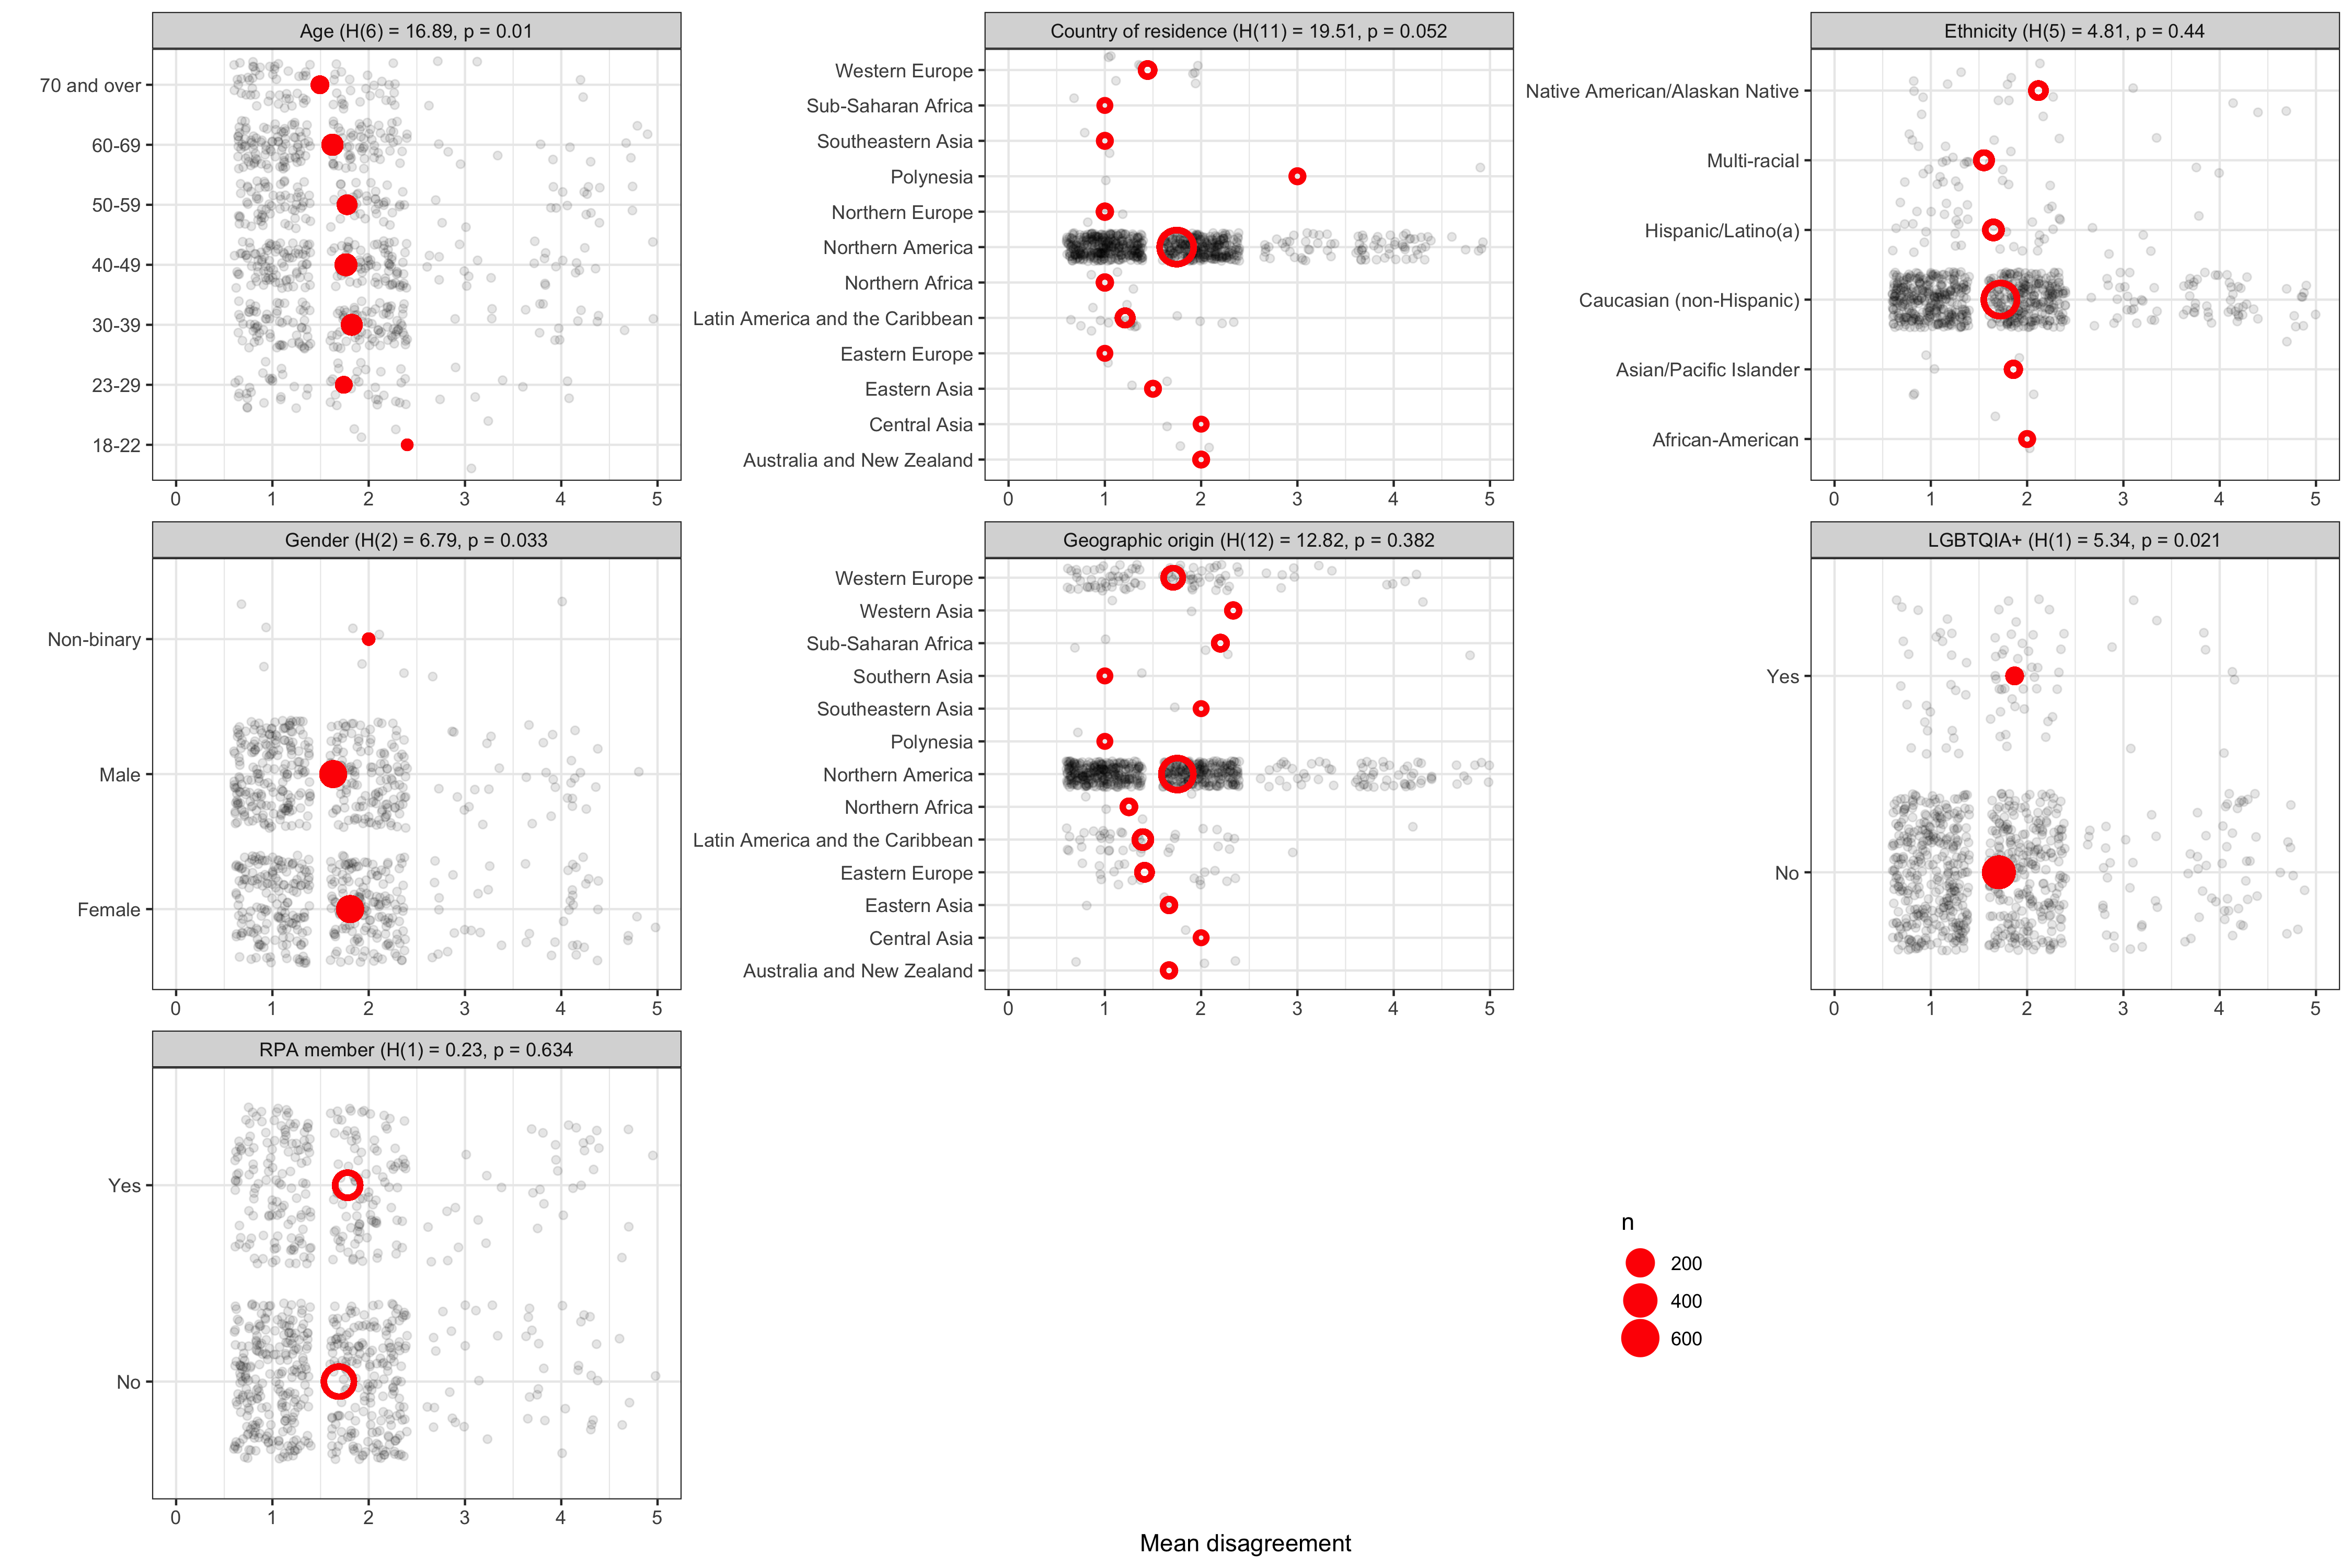 Age (H(6) = 16.89, p = 0.01
70 and over
60-69
50-59
40-49
30-39
23-29
18-22
0 1 2 3 4 5
Country of residence (H(11) = 19.51, p = 0.052
Western Europe
Sub-Saharan Africa
Southeastern Asia
Polynesia
Northern Europe
Northern America
Northern Africa
Latin America and the Caribbean
Eastern Europe
Eastern Asia
Central Asia
Australia and New Zealand
0 1 2 3 4 5
Ethnicity (H(5) = 4.81, p = 0.44
Native American/Alaskan Native
Multi-racial
Hispanic/Latino(a)
Caucasian (non-Hispanic)
Asian/Pacific Islander
African-American
0 1 2 3 4 5
Gender (H(2) = 6.79, p = 0.033
Non-binary
Male
Female
0 1 2 3 4 5
Geographic origin (H(12) = 12.82, p = 0.382
Western Europe
Western Asia
Sub-Saharan Africa
Southern Asia
Southeastern Asia
Polynesia
Northern America
Northern Africa
Latin America and the Caribbean
Eastern Europe
Eastern Asia
Central Asia
Australia and New Zealand
0 1 2 3 4 5
LGBTQIA+ (H(1) = 5.34, p = 0.021
Yes
No
0 1 2 3 4 5
RPA member (H(1) = 0.23, p = 0.634
Yes
No
0 1 2 3 4 5
n
200
400
600
Mean disagreement